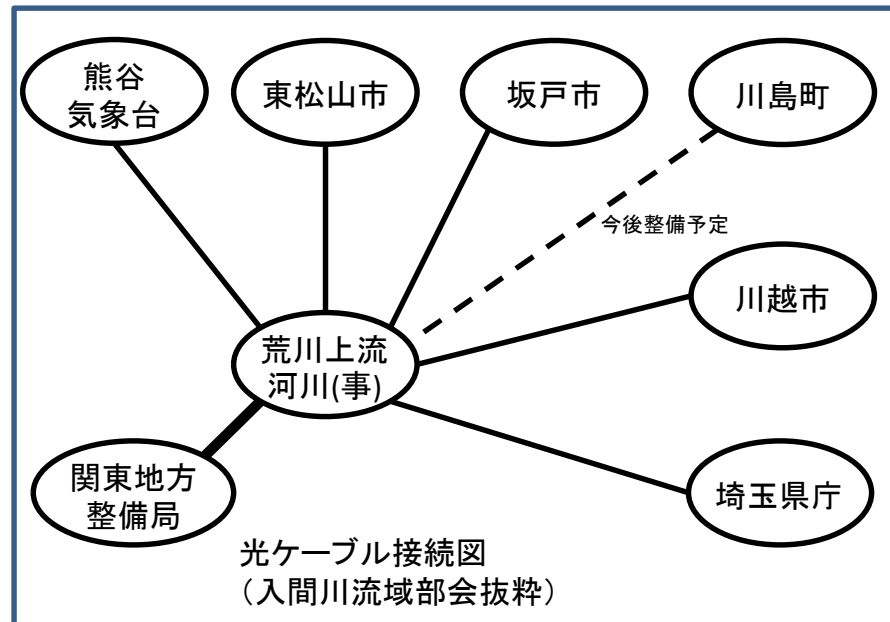 熊谷
気象台
東松山市
坂戸市
川島町
今後整備予定
川越市
荒川上流
河川(事)
関東地方
整備局
埼玉県庁
光ケーブル接続図
（入間川流域部会抜粋）